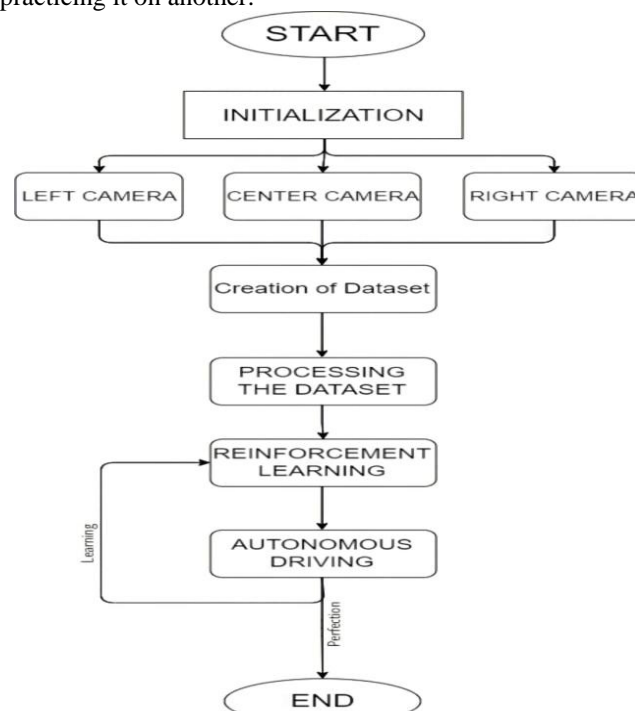 practicing it on another.
START
INITIALIZATION
LEFT CAMERA
CENTER CAMERA
RIGHT CAMERA
Creation of Dataset
PROCESSING
THE DATASET
REINFORCEMENT
LEARNING
Learning
AUTONOMOUS
DRIVING
Perfection
END